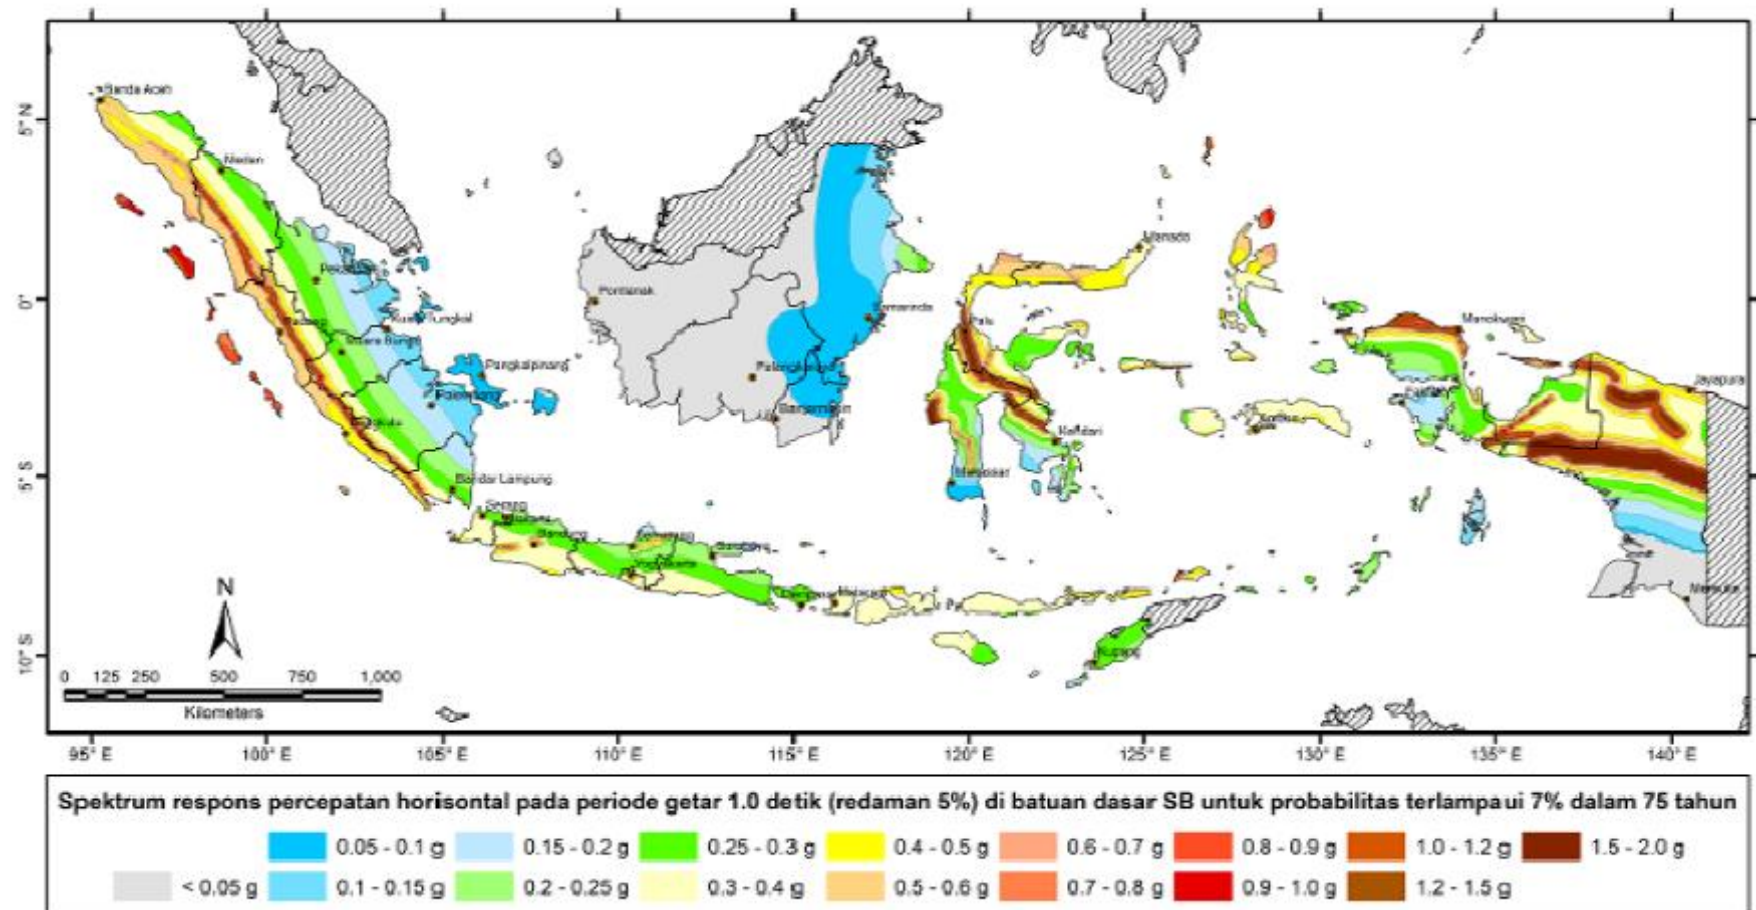 Banda Aceh
5° N
Medan
Manado
Pekanbaru
0°
Pontianak
Samarinda
Palu
Manokwari
Padang
Kuala Tungkal
Muara Bungo
Pangkalpinang
Palangkaraya
Jayapura
Palembang
Banjarmasin
Ambon
Bengkulu
Kendari
5° S
Bandar Lampung
Makassar
Serang
Bandung
Semarang
Surabaya
Yogyakarta
N
Denpasar
Mataram
Merauke
10° S
Kupang
0 125 250 500 750 1,000
Kilometers
95° E 100° E 105° E 110° E 115° E 120° E 125° E 130° E 135° E 140° E
Spektrum respons percepatan horisontal pada periode getar 1.0 detik (redaman 5%) di batuan dasar SB untuk probabilitas terlampaui 7% dalam 75 tahun
0.05 - 0.1 g 0.15 - 0.2 g 0.25 - 0.3 g 0.4 - 0.5 g 0.6 - 0.7 g 0.8 - 0.9 g 1.0 - 1.2 g 1.5 - 2.0 g
< 0.05 g 0.1 - 0.15 g 0.2 - 0.25 g 0.3 - 0.4 g 0.5 - 0.6 g 0.7 - 0.8 g 0.9 - 1.0 g 1.2 - 1.5 g